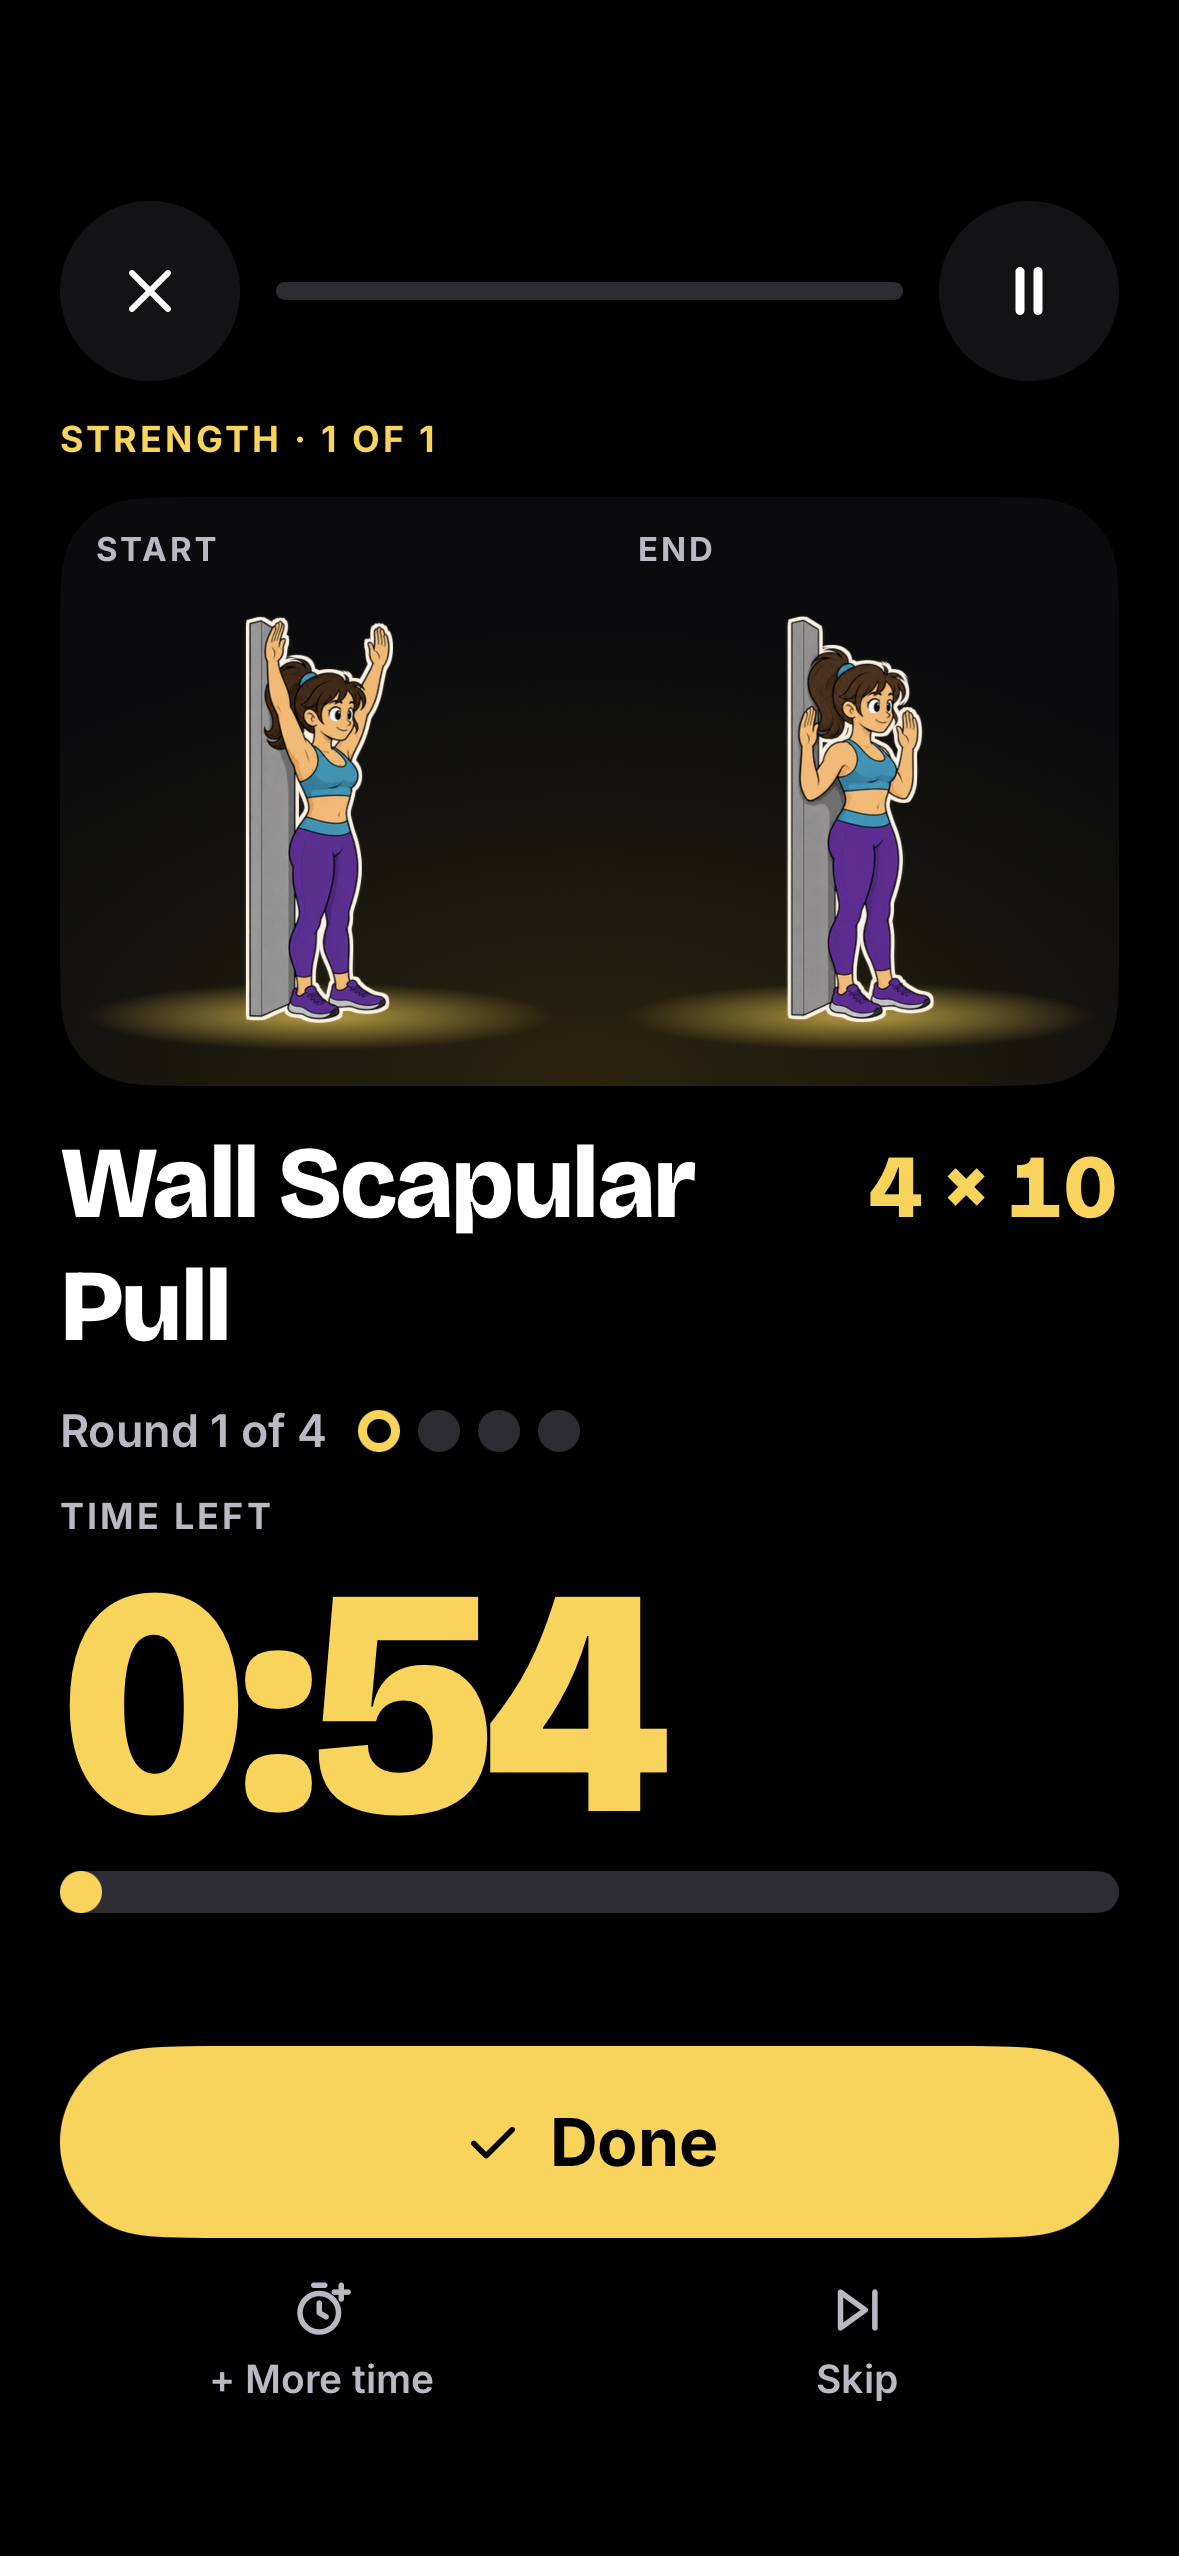 STRENGTH · 1 OF 1
START
END
Wall Scapular
Pull
4 × 10
Round 1 of 4
TIME LEFT
0:54
Done
+ More time
Skip